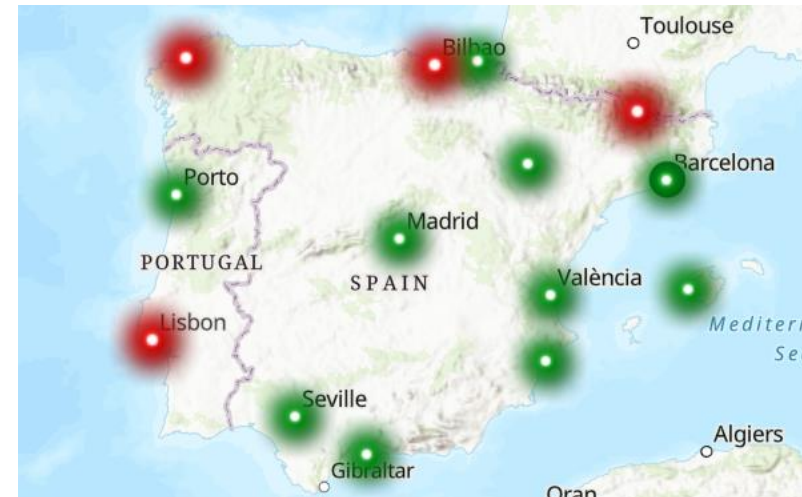 Toulouse
Bilbao
Barcelona
Porto
Madrid
PORTUGAL
SPAIN
València
Mediterr
Se
Lisbon
Seville
Algiers
Gibraltar
Oran